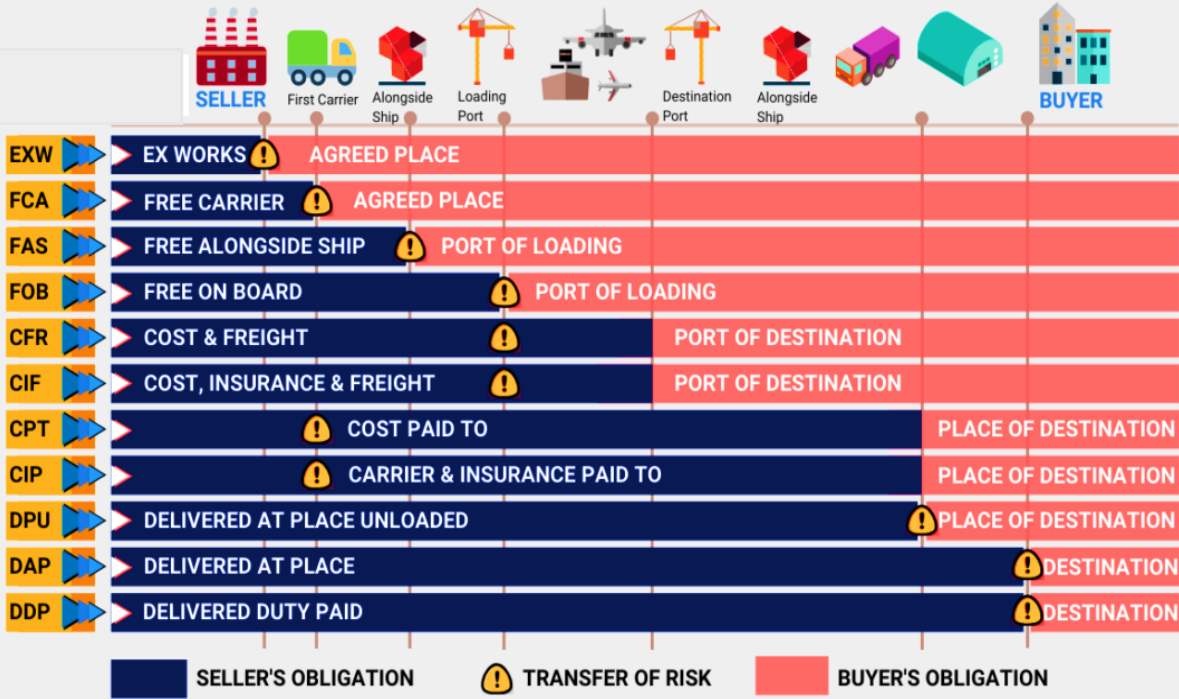 SELLER
First Carrier
Alongside
Ship
Loading
Port
Destination
Port
Alongside
Ship
BUYER
EXW EX WORKS ! AGREED PLACE
FCA FREE CARRIER ! AGREED PLACE
FAS FREE ALONGSIDE SHIP ! PORT OF LOADING
FOB FREE ON BOARD ! PORT OF LOADING
CFR COST & FREIGHT ! PORT OF DESTINATION
CIF COST, INSURANCE & FREIGHT ! PORT OF DESTINATION
CPT ! COST PAID TO PLACE OF DESTINATION
CIP ! CARRIER & INSURANCE PAID TO PLACE OF DESTINATION
DPU DELIVERED AT PLACE UNLOADED ! PLACE OF DESTINATION
DAP DELIVERED AT PLACE ! DESTINATION
DDP DELIVERED DUTY PAID ! DESTINATION
SELLER'S OBLIGATION ! TRANSFER OF RISK BUYER'S OBLIGATION